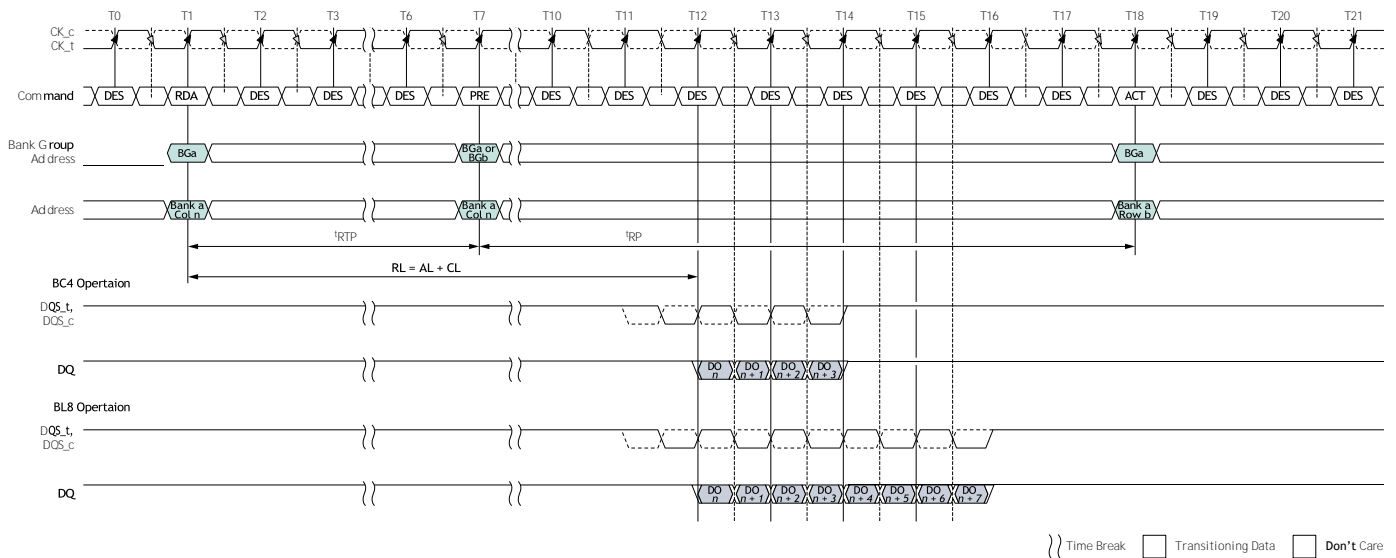 T0 T1 T2 T3 T6 T7 T10 T11 T12 T13 T14 T15 T16 T17 T18 T19 T20 T21
CK_c
CK_t
Command DES RDA DES DES DES PRE DES DES DES DES DES DES DES DES ACT DES DES DES
Bank Group
Address
BGa
BGa or
BGb
BGa
Address
Bank a
Col n
Bank a
Col n
Bank a
Row b
tRTP tRP
RL = AL + CL
BC4 Opertaion
DQS_t,
DQS_c
DQ
DO
n
DO
n + 1
DO
n + 2
DO
n + 3
BL8 Opertaion
DQS_t,
DQS_c
DQ
DO
n
DO
n + 1
DO
n + 2
DO
n + 3
DO
n + 4
DO
n + 5
DO
n + 6
DO
n + 7
Time Break Transitioning Data Don't Care